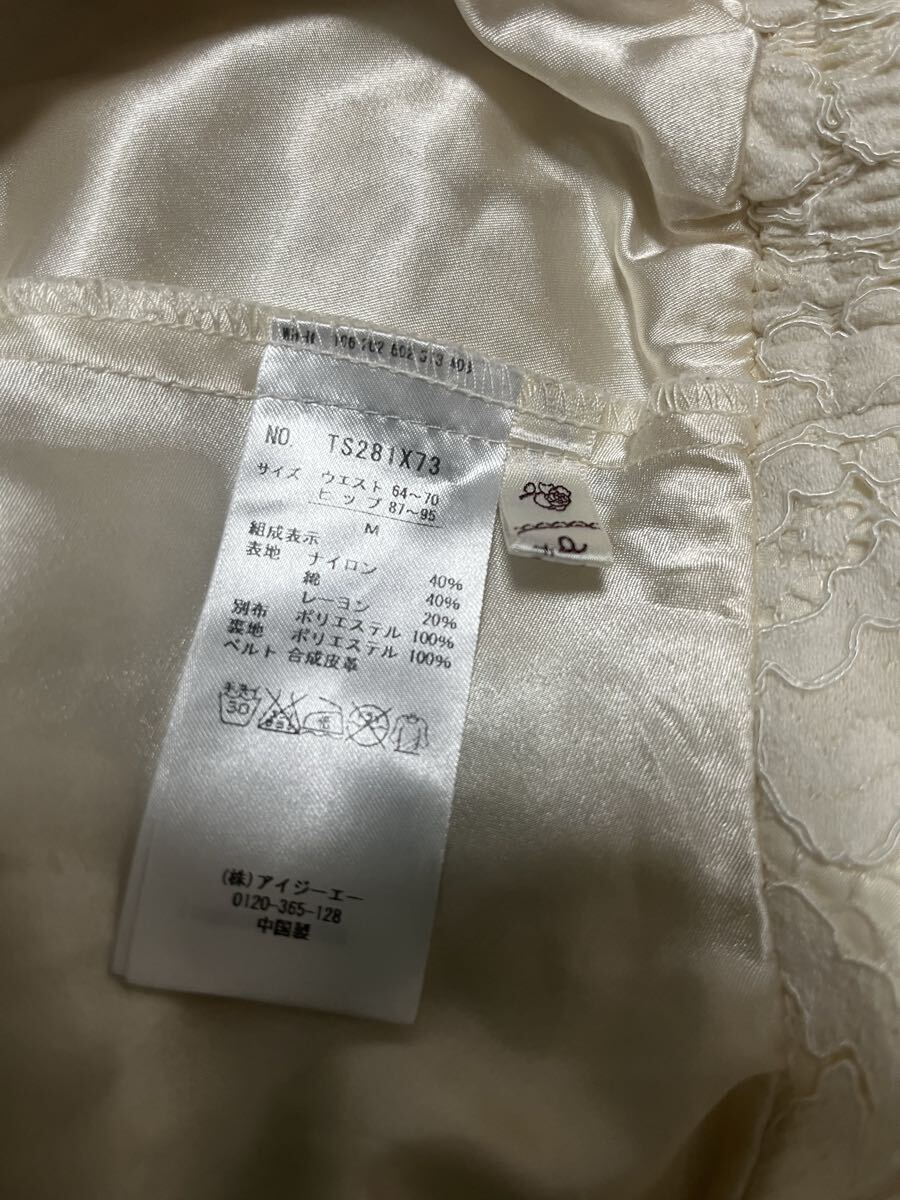 NO. TS281X73
サイズ ウエスト 64～70
ヒップ 87～95
M
組成表示
表地 ナイロン 40%
綿 40%
レーヨン 20%
別布 ポリエステル 100%
裏地 ポリエステル 100%
ベルト 合成皮革
手洗イ
30
(株)アイジーエー
0120-365-128
中国製